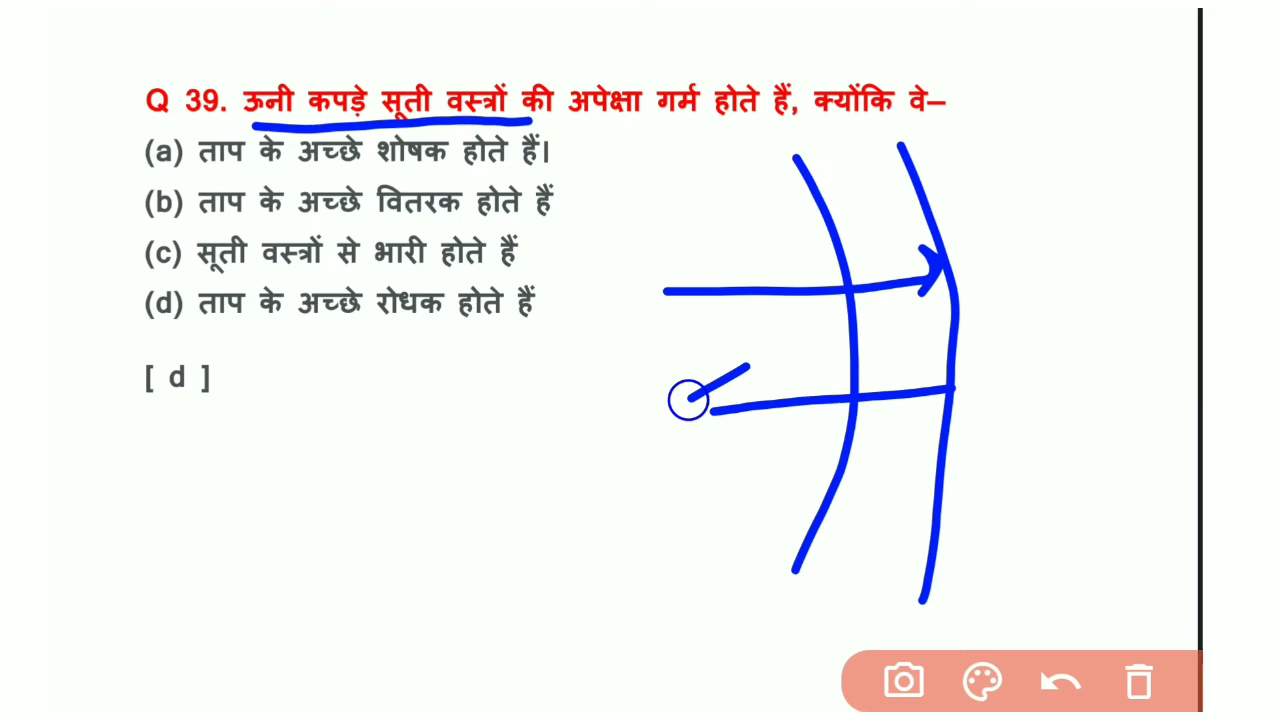 Q 39. ऊनी कपड़े सूती वस्त्रों की अपेक्षा गर्म होते हैं, क्योंकि वे–
(a) ताप के अच्छे शोषक होते हैं।
(b) ताप के अच्छे वितरक होते हैं
(c) सूती वस्त्रों से भारी होते हैं
(d) ताप के अच्छे रोधक होते हैं
[ d ]